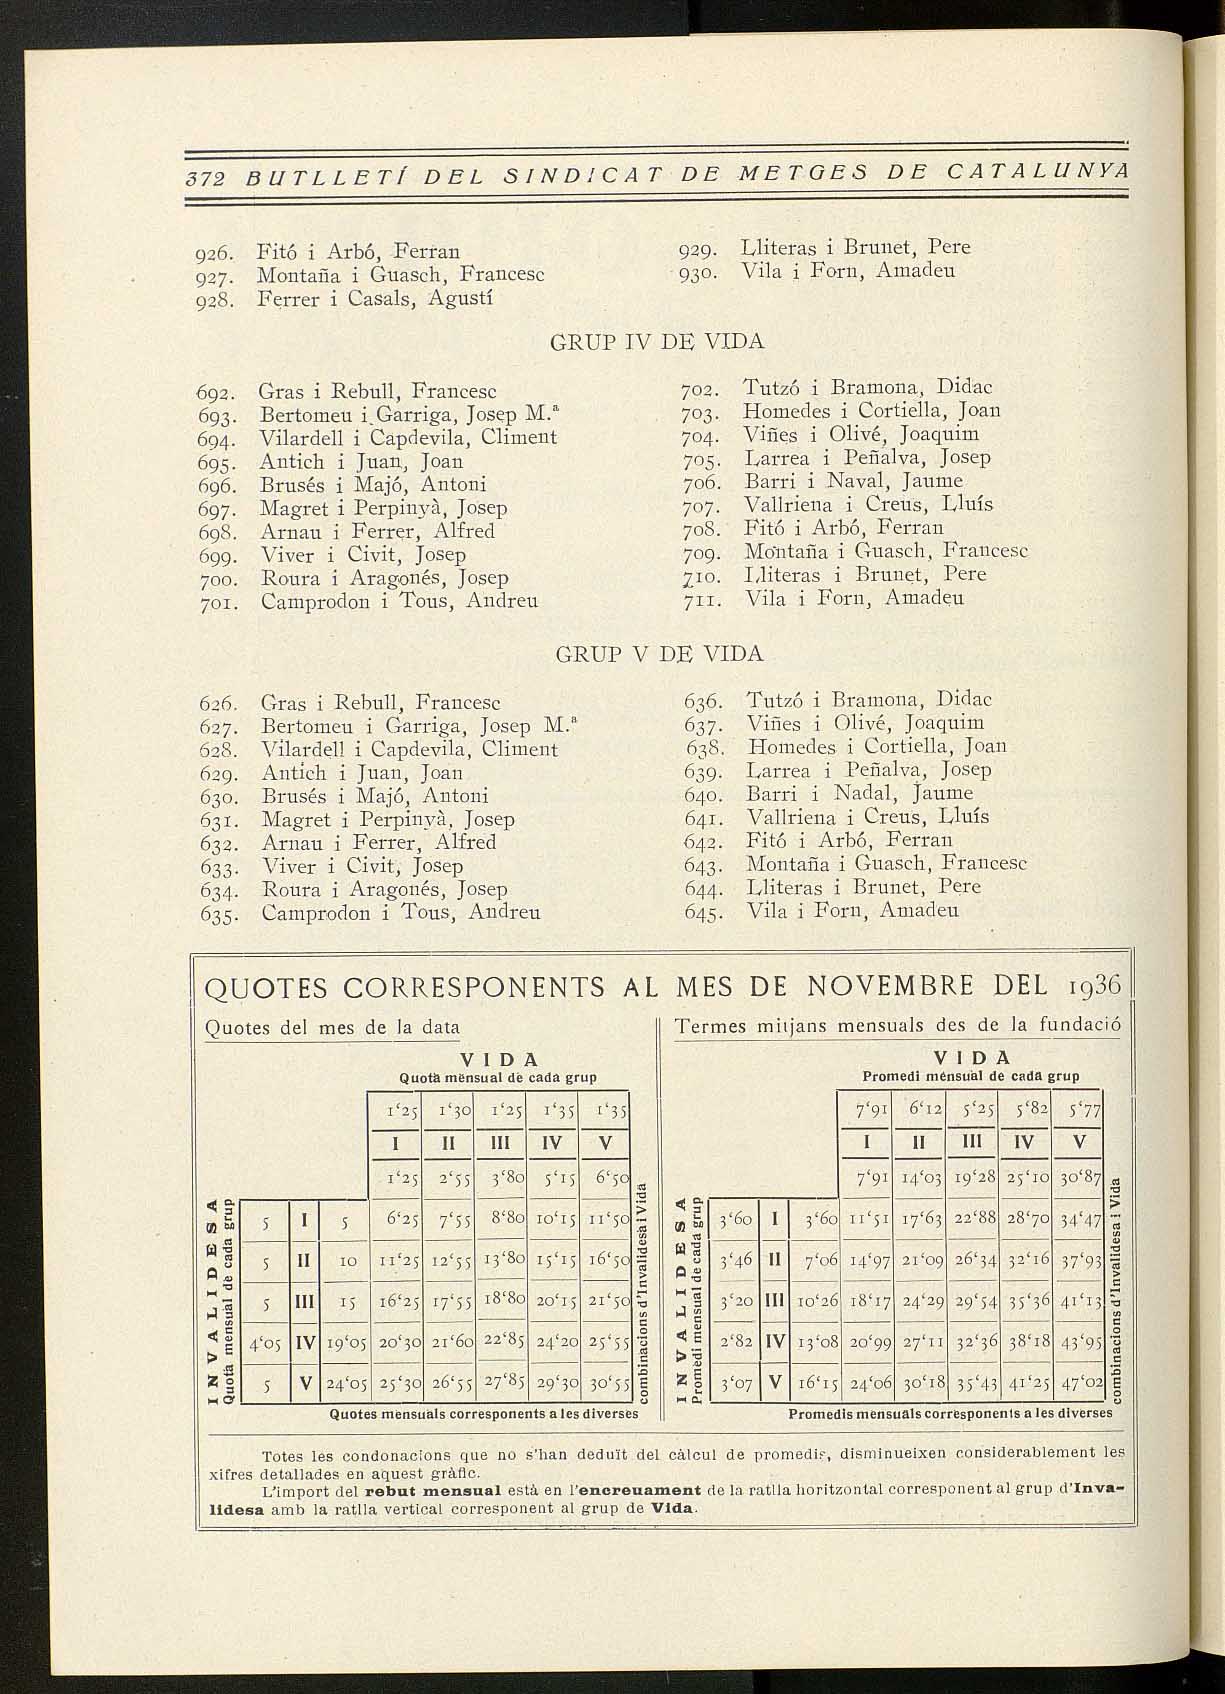 372 BUTLLETÍ DEL SINDICAT DE METGES DE CATALUNYA
926. Fitó i Arbó, Ferran
927. Montaña i Guasch, Francesc
928. Ferrer i Casals, Agustí
929. Lliteras i Brunet, Pere
930. Vila i Forn, Amadeu
GRUP IV DE VIDA
692. Gras i Rebull, Francesc
693. Bertomeu i Garriga, Josep M.ª
694. Vilardell i Capdevila, Climent
695. Antich i Juan, Joan
696. Brusés i Majó, Antoni
697. Magret i Perpinyà, Josep
698. Arnau i Ferrer, Alfred
699. Viver i Civit, Josep
700. Roura i Aragonés, Josep
701. Camprodon i Tous, Andreu
702. Tutzó i Bramona, Didac
703. Homedes i Cortiella, Joan
704. Viñes i Olivé, Joaquim
705. Larrea i Peñalva, Josep
706. Barri i Naval, Jaume
707. Vallriena i Creus, Lluís
708. Fitó i Arbó, Ferran
709. Montaña i Guasch, Francesc
710. Lliteras i Brunet, Pere
711. Vila i Forn, Amadeu
GRUP V DE VIDA
626. Gras i Rebull, Francesc
627. Bertomeu i Garriga, Josep M.ª
628. Vilardell i Capdevila, Climent
629. Antich i Juan, Joan
630. Brusés i Majó, Antoni
631. Magret i Perpinyà, Josep
632. Arnau i Ferrer, Alfred
633. Viver i Civit, Josep
634. Roura i Aragonés, Josep
635. Camprodon i Tous, Andreu
636. Tutzó i Bramona, Didac
637. Viñes i Olivé, Joaquim
638. Homedes i Cortiella, Joan
639. Larrea i Peñalva, Josep
640. Barri i Nadal, Jaume
641. Vallriena i Creus, Lluís
642. Fitó i Arbó, Ferran
643. Montaña i Guasch, Francesc
644. Lliteras i Brunet, Pere
645. Vila i Forn, Amadeu
QUOTES CORRESPONENTS AL MES DE NOVEMBRE DEL 1936
Quotes del mes de la data
VIDA
Quota mensual de cada grup
1‘25 1‘30 1‘25 1‘35 1‘35
I II III IV V
1‘25 2‘55 3‘80 5‘15 6‘50
INVALIDESA
Quota mensual de cada grup
5 I 5 6‘25 7‘55 8‘80 10‘15 11‘50
5 II 10 11‘25 12‘55 13‘80 15‘15 16‘50
5 III 15 16‘25 17‘55 18‘80 20‘15 21‘50
4‘05 IV 19‘05 20‘30 21‘60 22‘85 24‘20 25‘55
5 V 24‘05 25‘30 26‘55 27‘85 29‘30 30‘55
Quotes mensuals corresponents a les diverses
combinacions d'Invalidesa i Vida
Termes mitjans mensuals des de la fundació
VIDA
Promedi mensual de cada grup
7‘91 6‘12 5‘25 5‘82 5‘77
I II III IV V
7‘91 14‘03 19‘28 25‘10 30‘87
INVALIDESA
Promedi mensual de cada grup
3‘60 I 3‘60 11‘51 17‘63 22‘88 28‘70 34‘47
3‘46 II 7‘06 14‘97 21‘09 26‘34 32‘16 37‘93
3‘20 III 10‘26 18‘17 24‘29 29‘54 35‘36 41‘13
2‘82 IV 13‘08 20‘99 27‘11 32‘36 38‘18 43‘95
3‘07 V 16‘15 24‘06 30‘18 35‘43 41‘25 47‘02
Promedis mensuals corresponents a les diverses
combinacions d'Invalidesa i Vida
Totes les condonacions que no s'han deduït del càlcul de promedis, disminueixen considerablement les
xifres detallades en aquest gràfic.
L'import del rebut mensual està en l'encreuament de la ratlla horitzontal corresponent al grup d'Inva-
lidesa amb la ratlla vertical corresponent al grup de Vida.